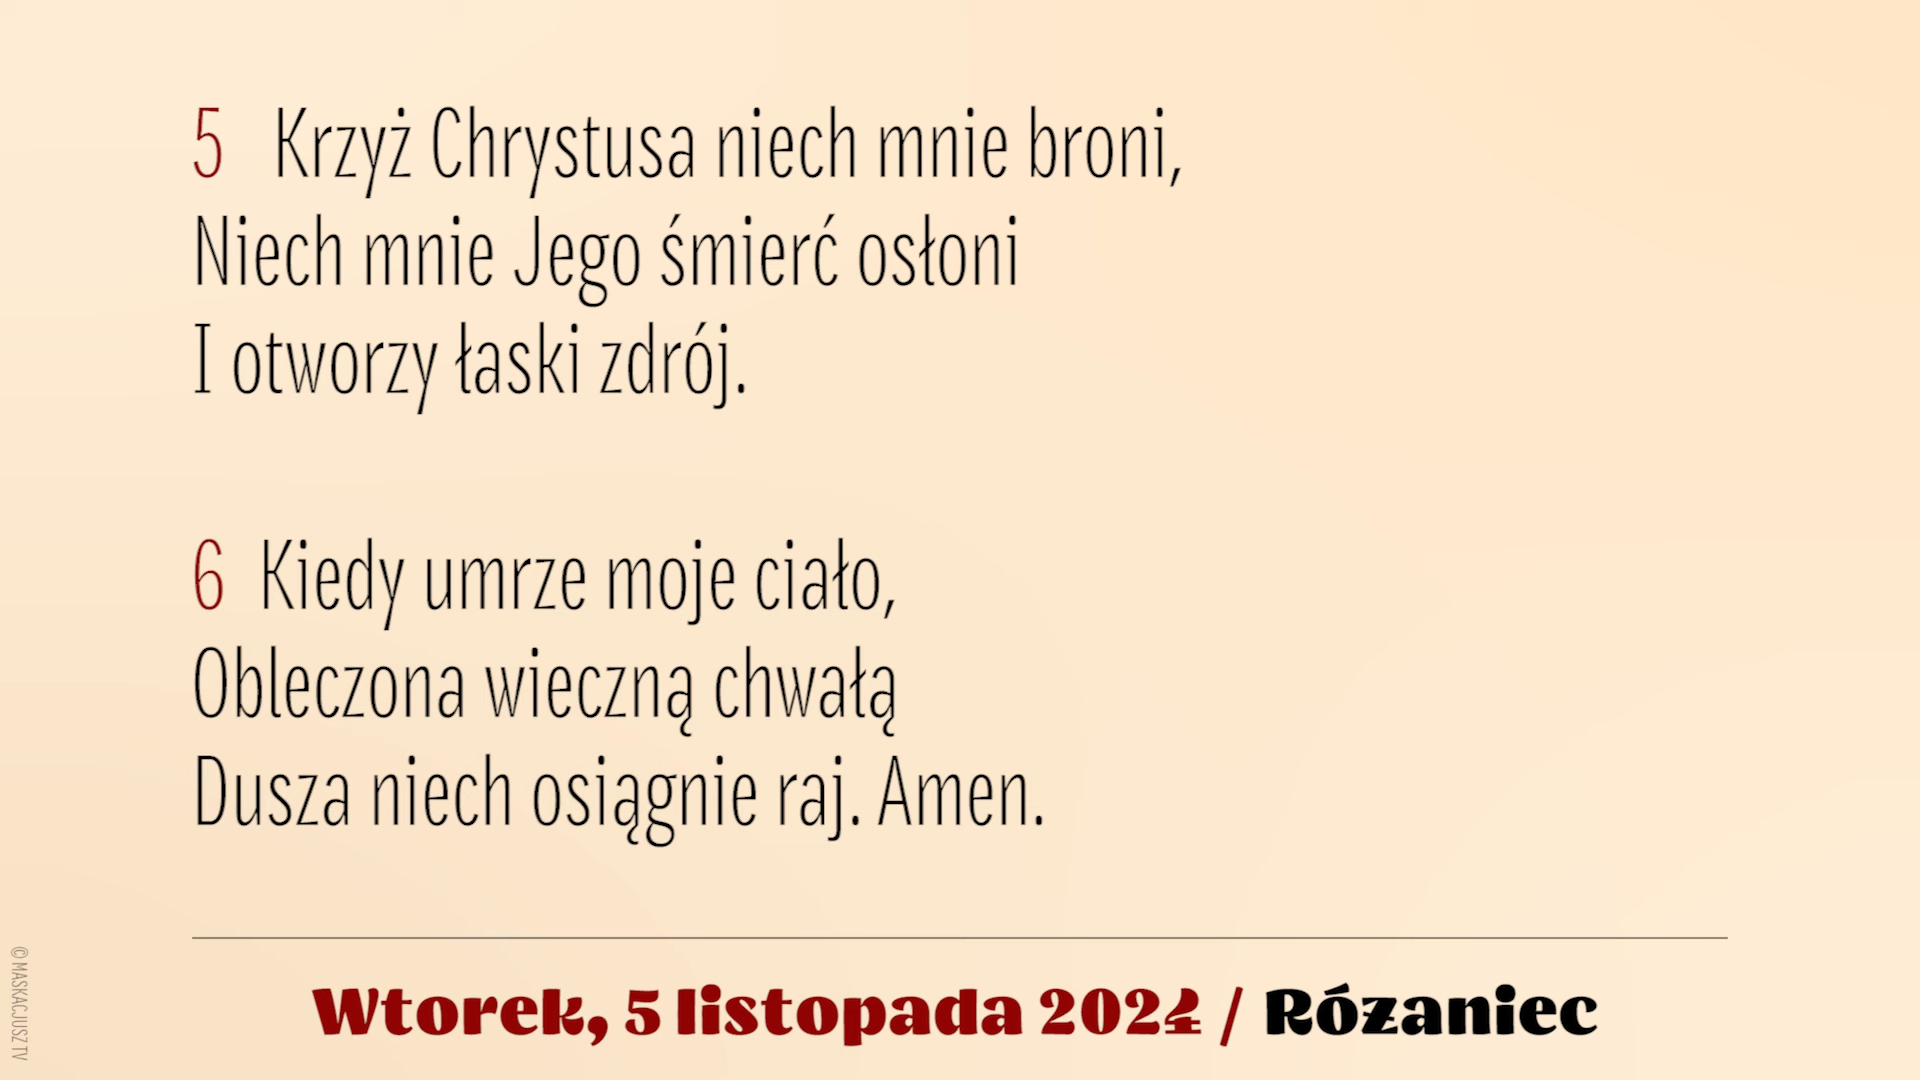 5 Krzyż Chrystusa niech mnie broni,
Niech mnie Jego śmierć osłoni
I otworzy łaski zdrój.
6 Kiedy umrze moje ciało,
Obleczona wieczną chwałą
Dusza niech osiągnie raj. Amen.
Wtorek, 5 listopada 2024 / Różaniec
© MASKACJUSZ TV